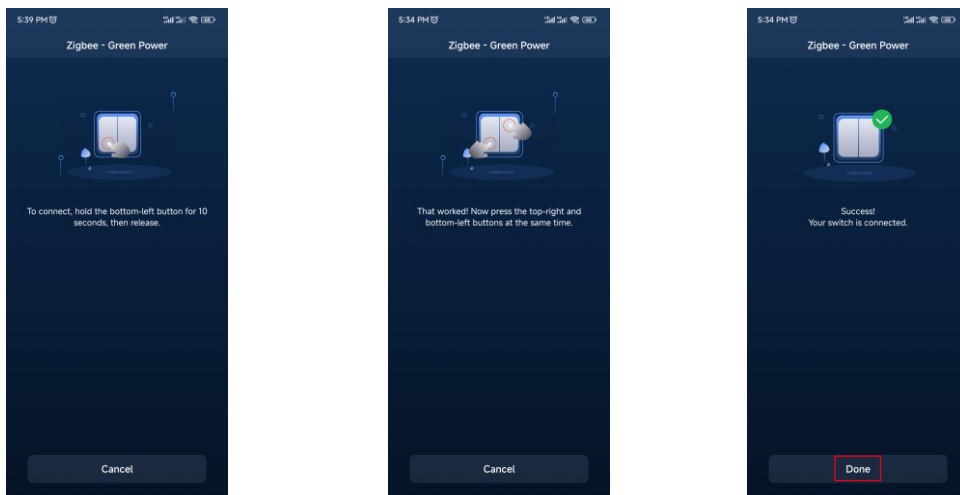 5:39 PM
Zigbee - Green Power
To connect, hold the bottom-left button for 10
seconds, then release.
Cancel
5:34 PM
Zigbee - Green Power
That worked! Now press the top-right and
bottom-left buttons at the same time.
Cancel
5:34 PM
Zigbee - Green Power
Success!
Your switch is connected.
Done